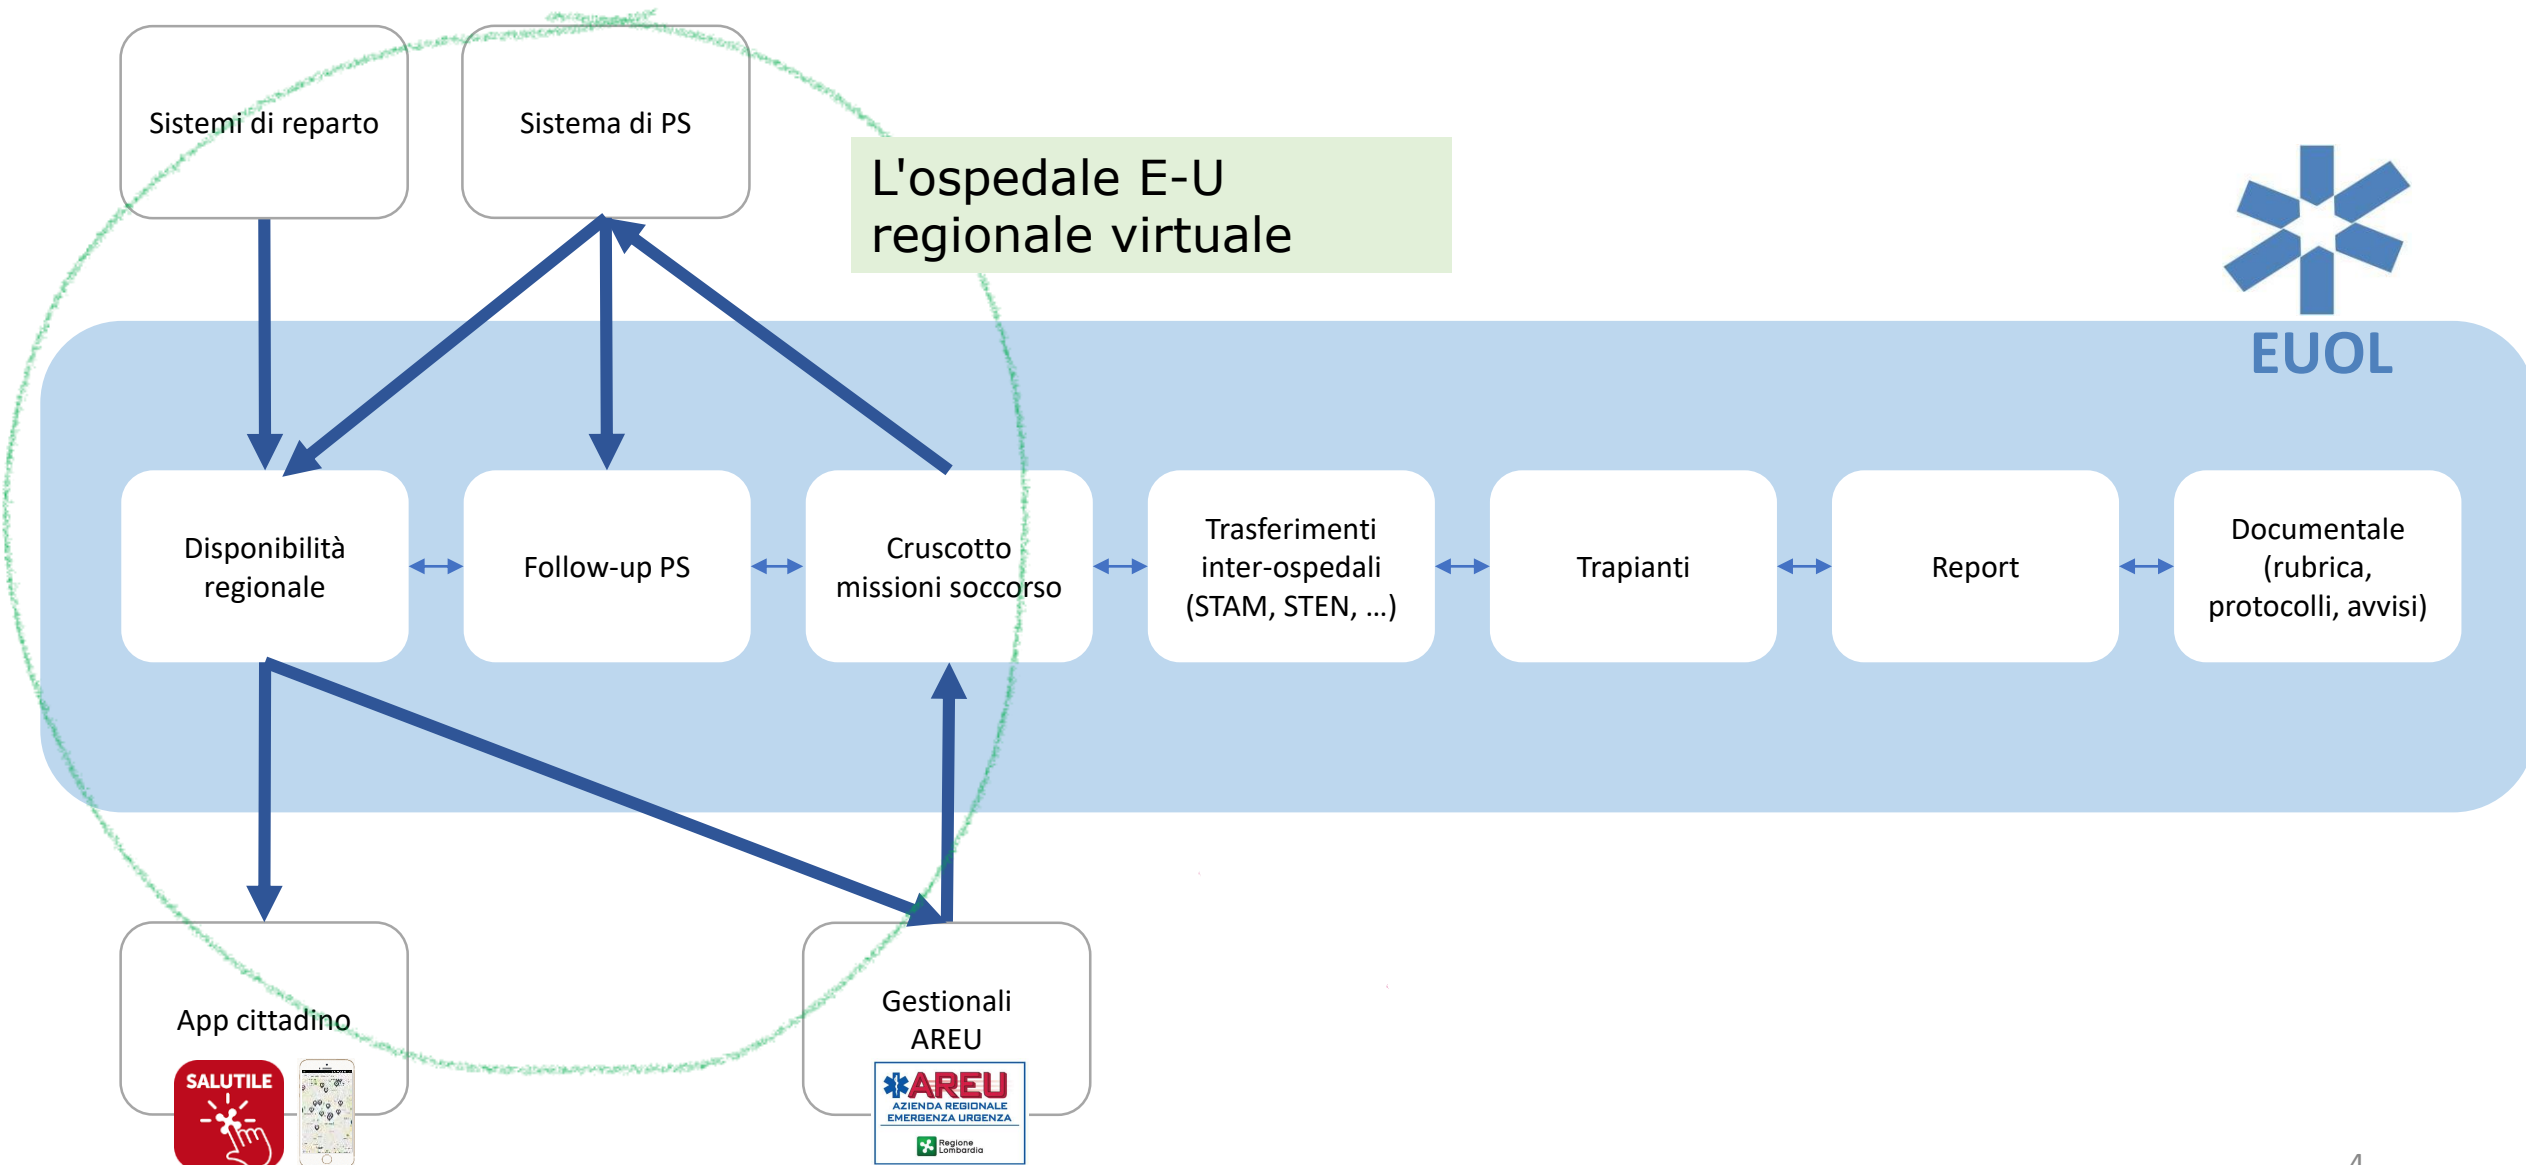 Sistemi di reparto
Sistema di PS
L'ospedale E-U
regionale virtuale
EUOL
Disponibilità
regionale
Follow-up PS
Cruscotto
missioni soccorso
Trasferimenti
inter-ospedali
(STAM, STEN, ...)
Trapianti
Report
Documentale
(rubrica,
protocolli, avvisi)
App cittadino
SALUTILE
Gestionali
AREU
AREU
AZIENDA REGIONALE
EMERGENZA URGENZA
Regione
Lombardia
4